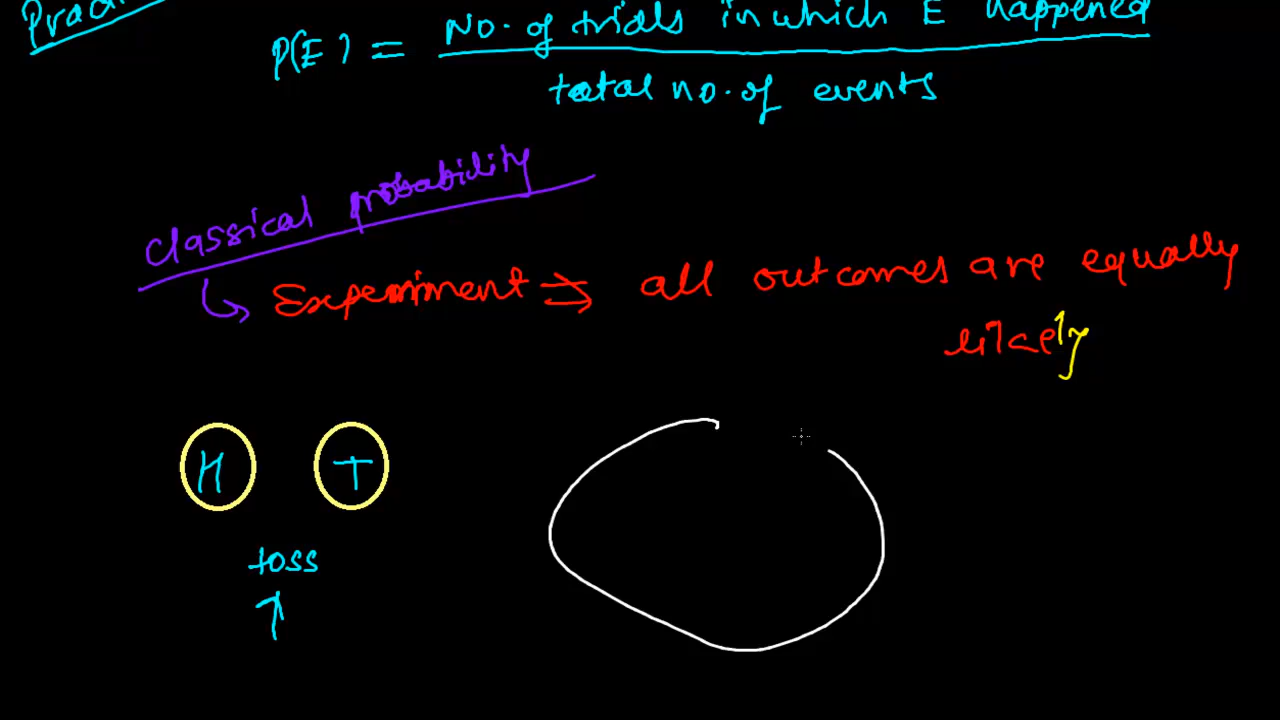 No. of trials in which E happened
P(E) =
total no. of events
Classical probability
Experiment ⇒ all outcomes are equally
likely
H T
toss